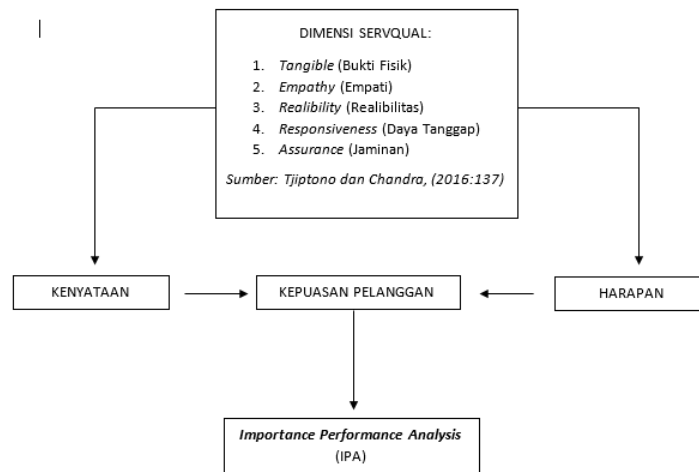 DIMENSI SERVQUAL:
1. Tangible (Bukti Fisik)
2. Empathy (Empati)
3. Realibility (Realibilitas)
4. Responsiveness (Daya Tanggap)
5. Assurance (Jaminan)
Sumber: Tjiptono dan Chandra, (2016:137)
KENYATAAN
KEPUASAN PELANGGAN
HARAPAN
Importance Performance Analysis
(IPA)